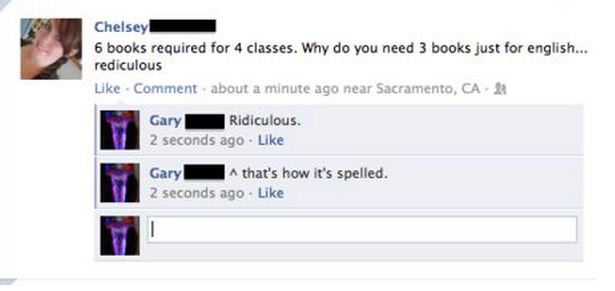 Chelsey
6 books required for 4 classes. Why do you need 3 books just for english...
rediculous
Like · Comment · about a minute ago near Sacramento, CA ·
Gary Ridiculous.
2 seconds ago · Like
Gary ^ that's how it's spelled.
2 seconds ago · Like